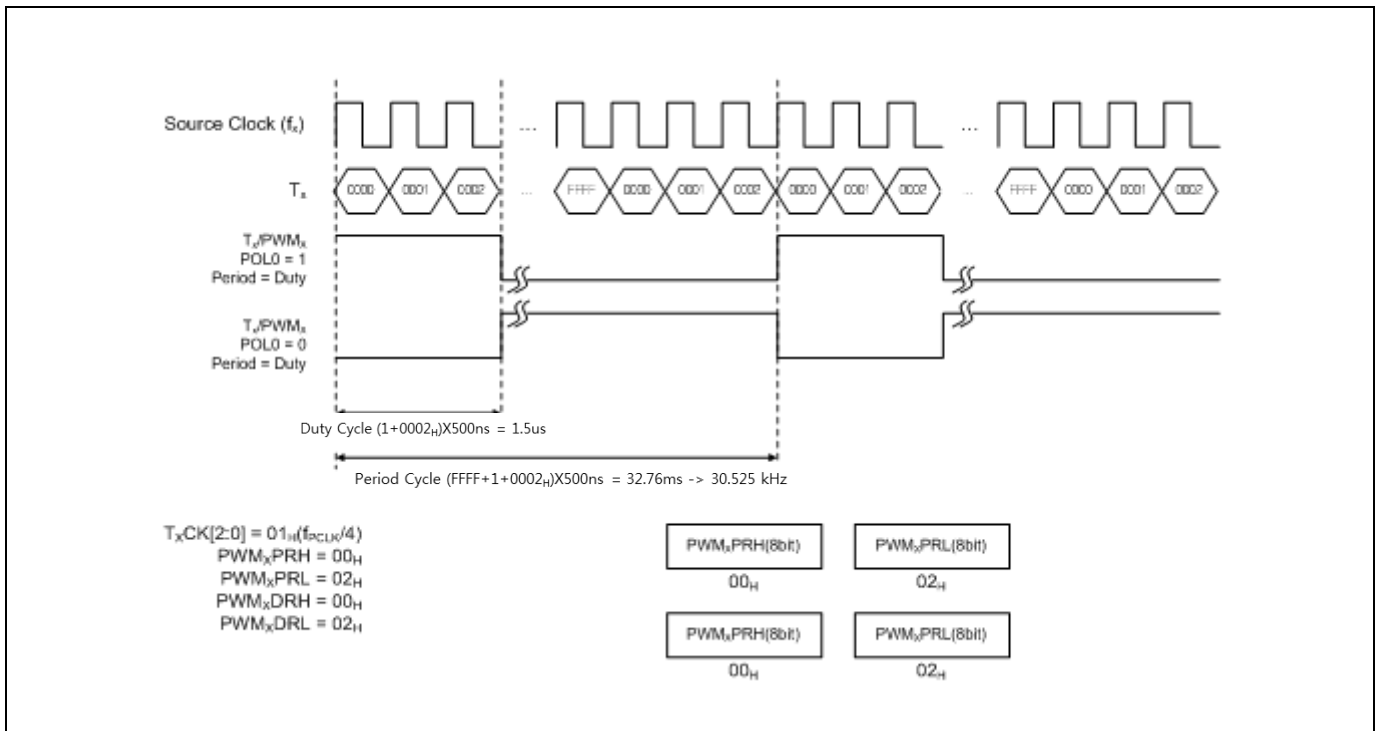 Source Clock (fₓ)
... ...
Tₓ
0000 0001 0002 ... FFFF 0000 0001 0002 0000 0001 0002 ... FFFF 0000 0001 0002
Tₓ/PWMₓ
POL0 = 1
Period = Duty
Tₓ/PWMₓ
POL0 = 0
Period = Duty
Duty Cycle (1+0002H)X500ns = 1.5us
Period Cycle (FFFF+1+0002H)X500ns = 32.76ms -> 30.525 kHz
TXCK[2:0] = 01H(fPCLK/4)
PWMXPRH = 00H
PWMXPRL = 02H
PWMXDRH = 00H
PWMXDRL = 02H
PWMXPRH(8bit) PWMXPRL(8bit)
00H 02H
PWMXPRH(8bit) PWMXPRL(8bit)
00H 02H